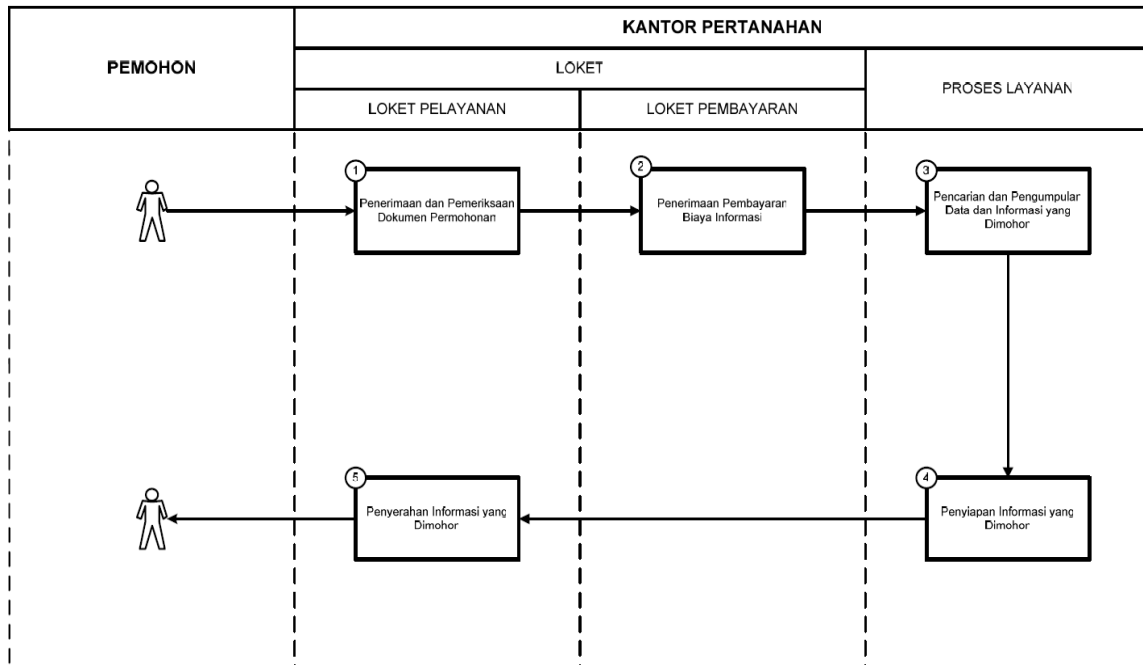 KANTOR PERTANAHAN
PEMOHON
LOKET
PROSES LAYANAN
LOKET PELAYANAN
LOKET PEMBAYARAN
1
Penerimaan dan Pemeriksaan
Dokumen Permohonan
2
Penerimaan Pembayaran
Biaya Informasi
3
Pencarian dan Pengumpular
Data dan Informasi yang
Dimohor
5
Penyerahan Informasi yang
Dimohor
4
Penyiapan Informasi yang
Dimohor